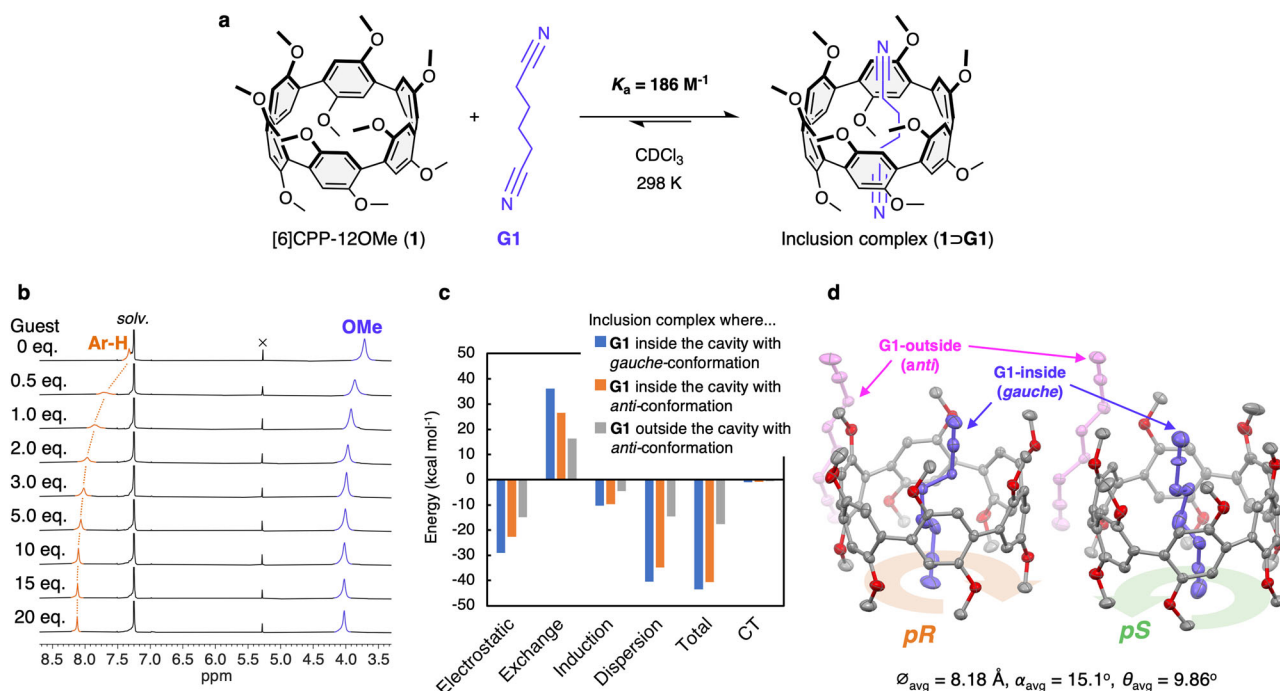 a
N
O
O
O
O
O
O
O
O
O
O
+
N
N
Kₐ = 186 M⁻¹
CDCl₃
298 K
N
O
O
O
O
O
O
O
O
O
O
N
[6]CPP-12OMe (1)
G1
Inclusion complex (1⊃G1)
b
Guest
0 eq.
0.5 eq.
1.0 eq.
2.0 eq.
3.0 eq.
5.0 eq.
10 eq.
15 eq.
20 eq.
Ar-H
solv.
×
OMe
8.5 8.0 7.5 7.0 6.5 6.0 5.5 5.0 4.5 4.0 3.5
ppm
c
Inclusion complex where...
G1 inside the cavity with
gauche-conformation
G1 inside the cavity with
anti-conformation
G1 outside the cavity with
anti-conformation
Energy (kcal mol⁻¹)
50
40
30
20
10
0
-10
-20
-30
-40
-50
Electrostatic
Exchange
Induction
Dispersion
Total
CT
d
G1-outside
(anti)
G1-inside
(gauche)
pR
pS
Ø_avg = 8.18 Å, α_avg = 15.1°, θ_avg = 9.86°